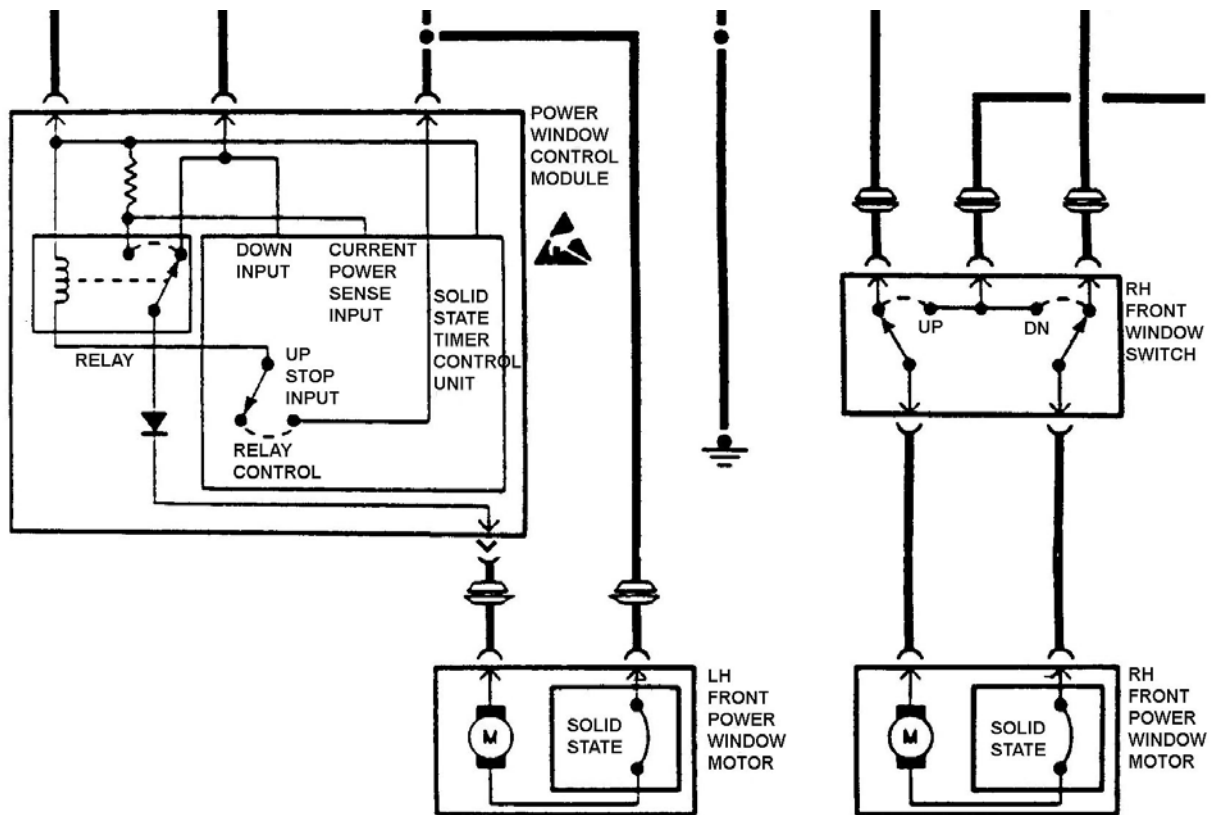 POWER
WINDOW
CONTROL
MODULE
DOWN
INPUT
CURRENT
POWER
SENSE
INPUT
SOLID
STATE
TIMER
CONTROL
UNIT
RELAY
UP
STOP
INPUT
RELAY
CONTROL
UP
DN
RH
FRONT
WINDOW
SWITCH
M
SOLID
STATE
LH
FRONT
POWER
WINDOW
MOTOR
M
SOLID
STATE
RH
FRONT
POWER
WINDOW
MOTOR